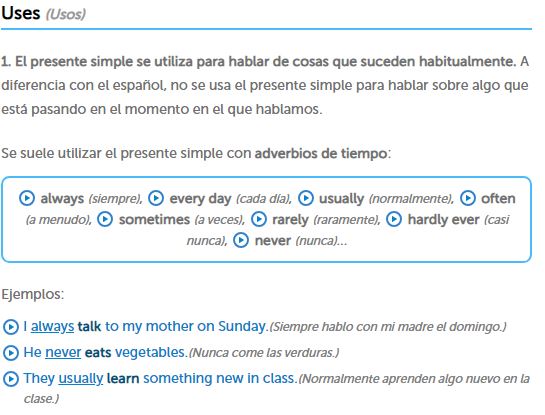 Uses (Usos)
1. El presente simple se utiliza para hablar de cosas que suceden habitualmente. A
diferencia con el español, no se usa el presente simple para hablar sobre algo que
está pasando en el momento en el que hablamos.
Se suele utilizar el presente simple con adverbios de tiempo:
always (siempre), every day (cada día), usually (normalmente), often
(a menudo), sometimes (a veces), rarely (raramente), hardly ever (casi
nunca), never (nunca)...
Ejemplos:
I always talk to my mother on Sunday.(Siempre hablo con mi madre el domingo.)
He never eats vegetables.(Nunca come las verduras.)
They usually learn something new in class.(Normalmente aprenden algo nuevo en la
clase.)